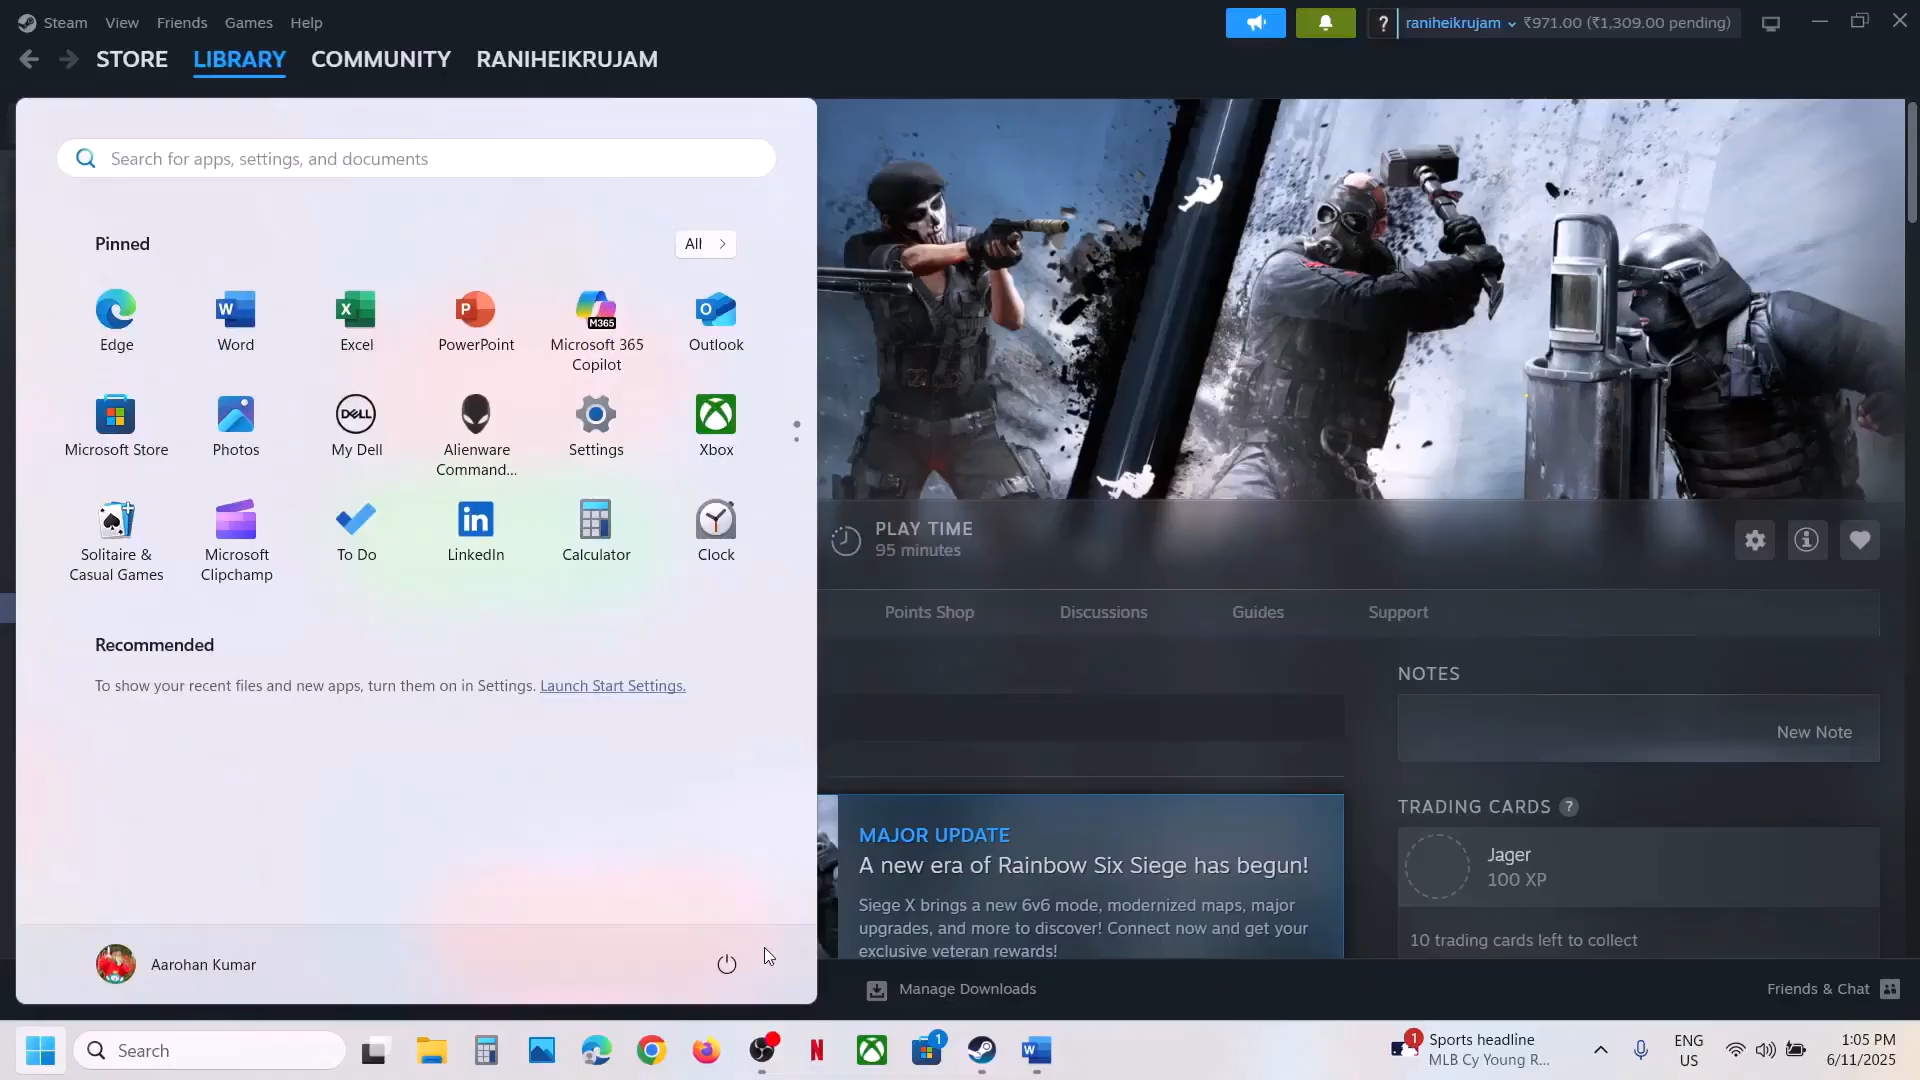 Steam View Friends Games Help
? raniheikrujam ₹971.00 (₹1,309.00 pending)
STORE LIBRARY COMMUNITY RANIHEIKRUJAM
Search for apps, settings, and documents
Pinned
All
Edge
Word
Excel
PowerPoint
Microsoft 365
Copilot
Outlook
Microsoft Store
Photos
My Dell
Alienware
Command...
Settings
Xbox
Solitaire &
Casual Games
Microsoft
Clipchamp
To Do
LinkedIn
Calculator
Clock
Recommended
To show your recent files and new apps, turn them on in Settings. Launch Start Settings.
Aarohan Kumar
PLAY TIME
95 minutes
Points Shop Discussions Guides Support
NOTES
New Note
TRADING CARDS ?
Jager
100 XP
10 trading cards left to collect
MAJOR UPDATE
A new era of Rainbow Six Siege has begun!
Siege X brings a new 6v6 mode, modernized maps, major
upgrades, and more to discover! Connect now and get your
exclusive veteran rewards!
Manage Downloads
Friends & Chat
Search
1
1
Sports headline
MLB Cy Young R...
ENG
US
1:05 PM
6/11/2025